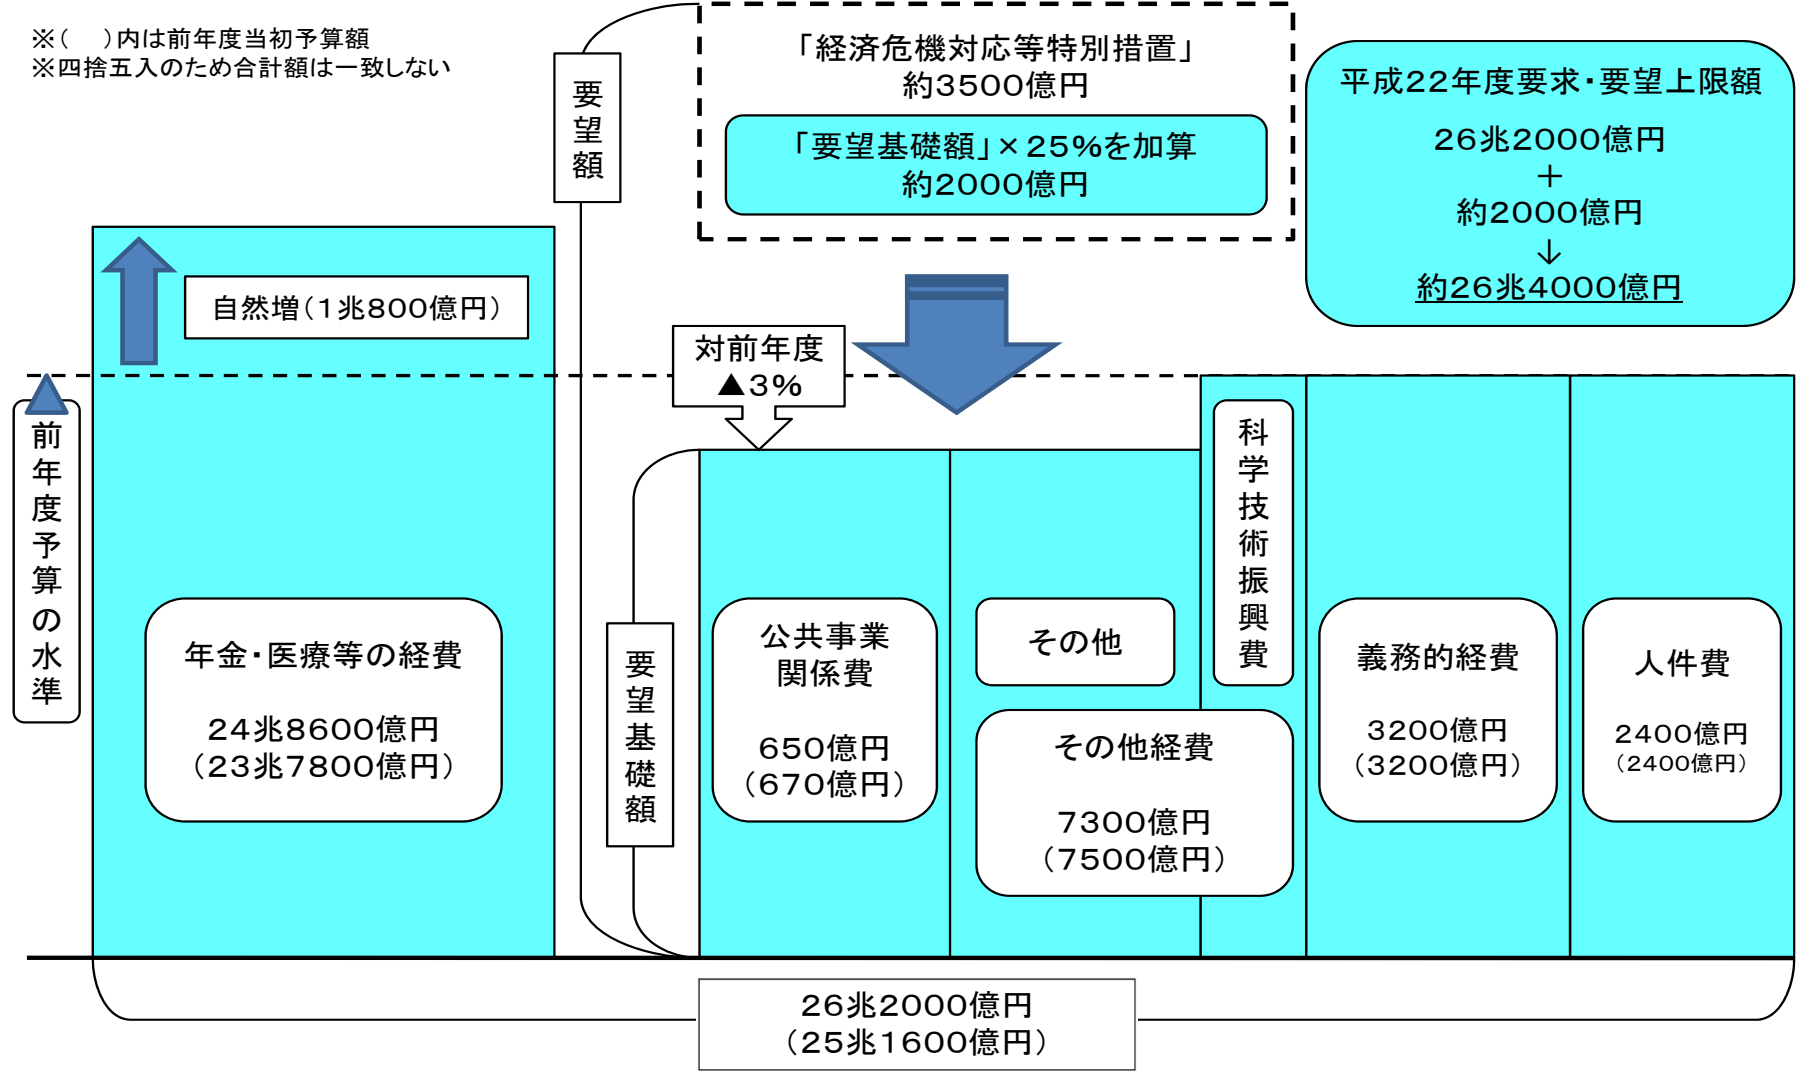 ※(　)内は前年度当初予算額
※四捨五入のため合計額は一致しない
要望額
「経済危機対応等特別措置」
約3500億円
「要望基礎額」×25%を加算
約2000億円
平成22年度要求・要望上限額
26兆2000億円
＋
約2000億円
↓
約26兆4000億円
自然増(1兆800億円)
対前年度
▲3%
前年度予算の水準
年金・医療等の経費
24兆8600億円
(23兆7800億円)
要望基礎額
公共事業
関係費
650億円
(670億円)
その他
その他経費
7300億円
(7500億円)
科学技術振興費
義務的経費
3200億円
(3200億円)
人件費
2400億円
(2400億円)
26兆2000億円
(25兆1600億円)